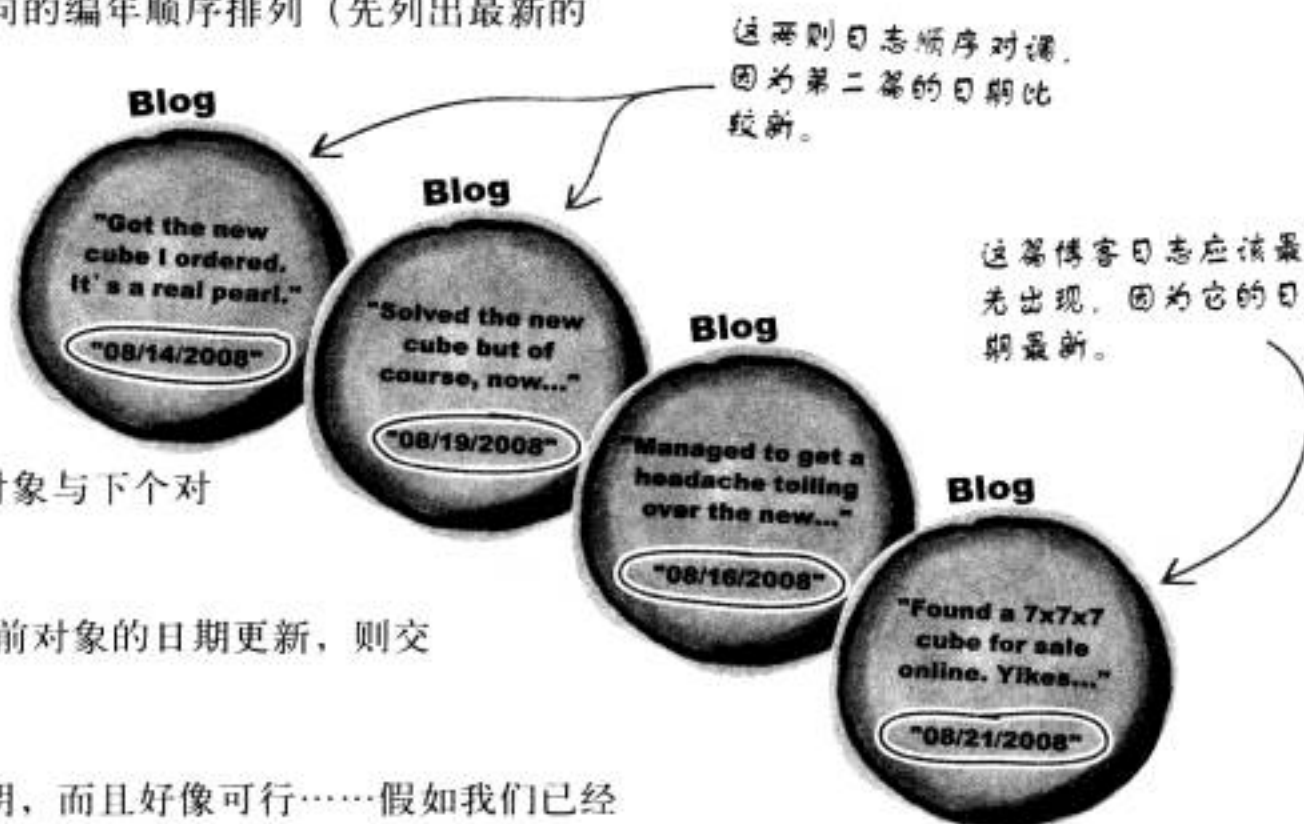 向的编年顺序排列（先列出最新的
这两则日志顺序对调，
因为第二篇的日期比
较新。
Blog
"Got the new
cube I ordered.
It's a real pearl."
"08/14/2008"
Blog
"Solved the new
cube but of
course, now..."
"08/19/2008"
这篇博客日志应该最
先出现，因为它的日
期最新。
Blog
"Managed to get a
headache toiling
over the new..."
"08/16/2008"
Blog
"Found a 7x7x7
cube for sale
online. Yikes..."
"08/21/2008"
对象与下个对
前对象的日期更新，则交
明，而且好像可行……假如我们已经